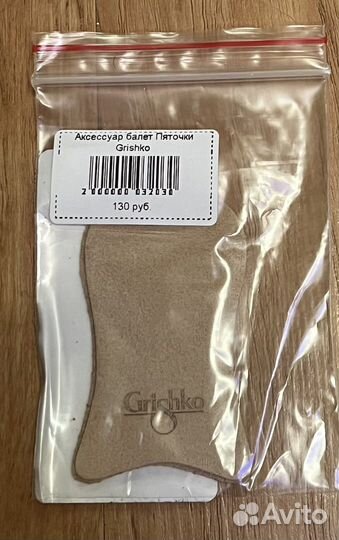 Аксессуар балет Пяточки
Grishko
2 000000 032030
130 руб.
Grishko
Avito